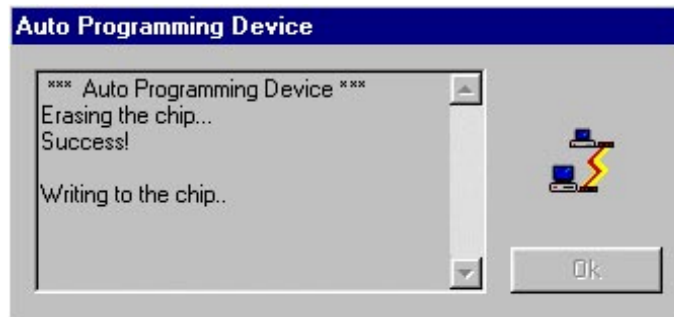 Auto Programming Device
*** Auto Programming Device ***
Erasing the chip...
Success!
Writing to the chip..
Ok